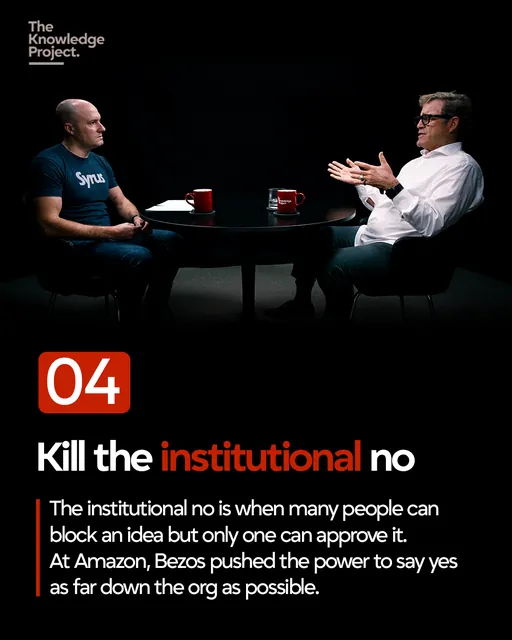 The
Knowledge
Project.
Syrus
04
Kill the institutional no
The institutional no is when many people can
block an idea but only one can approve it.
At Amazon, Bezos pushed the power to say yes
as far down the org as possible.